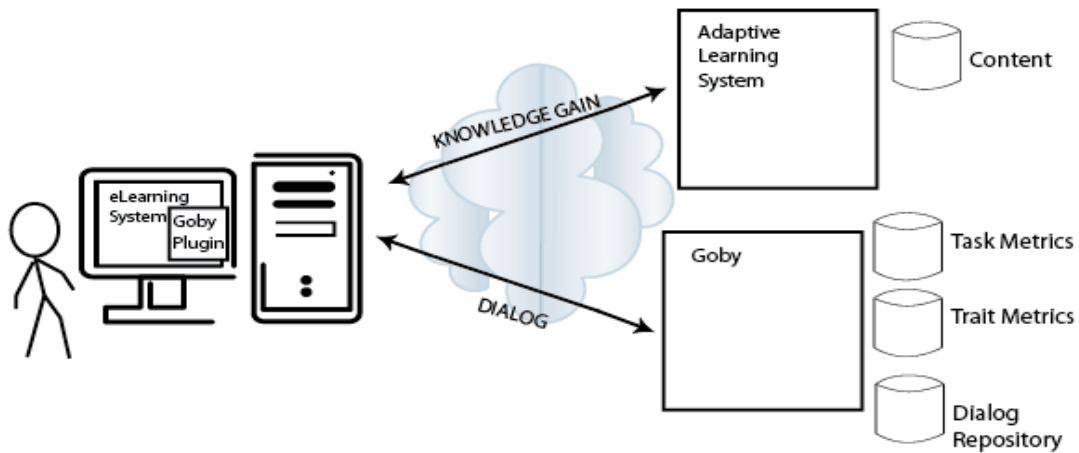 eLearning
System
Goby
Plugin
KNOWLEDGE GAIN
DIALOG
Adaptive
Learning
System
Content
Goby
Task Metrics
Trait Metrics
Dialog
Repository